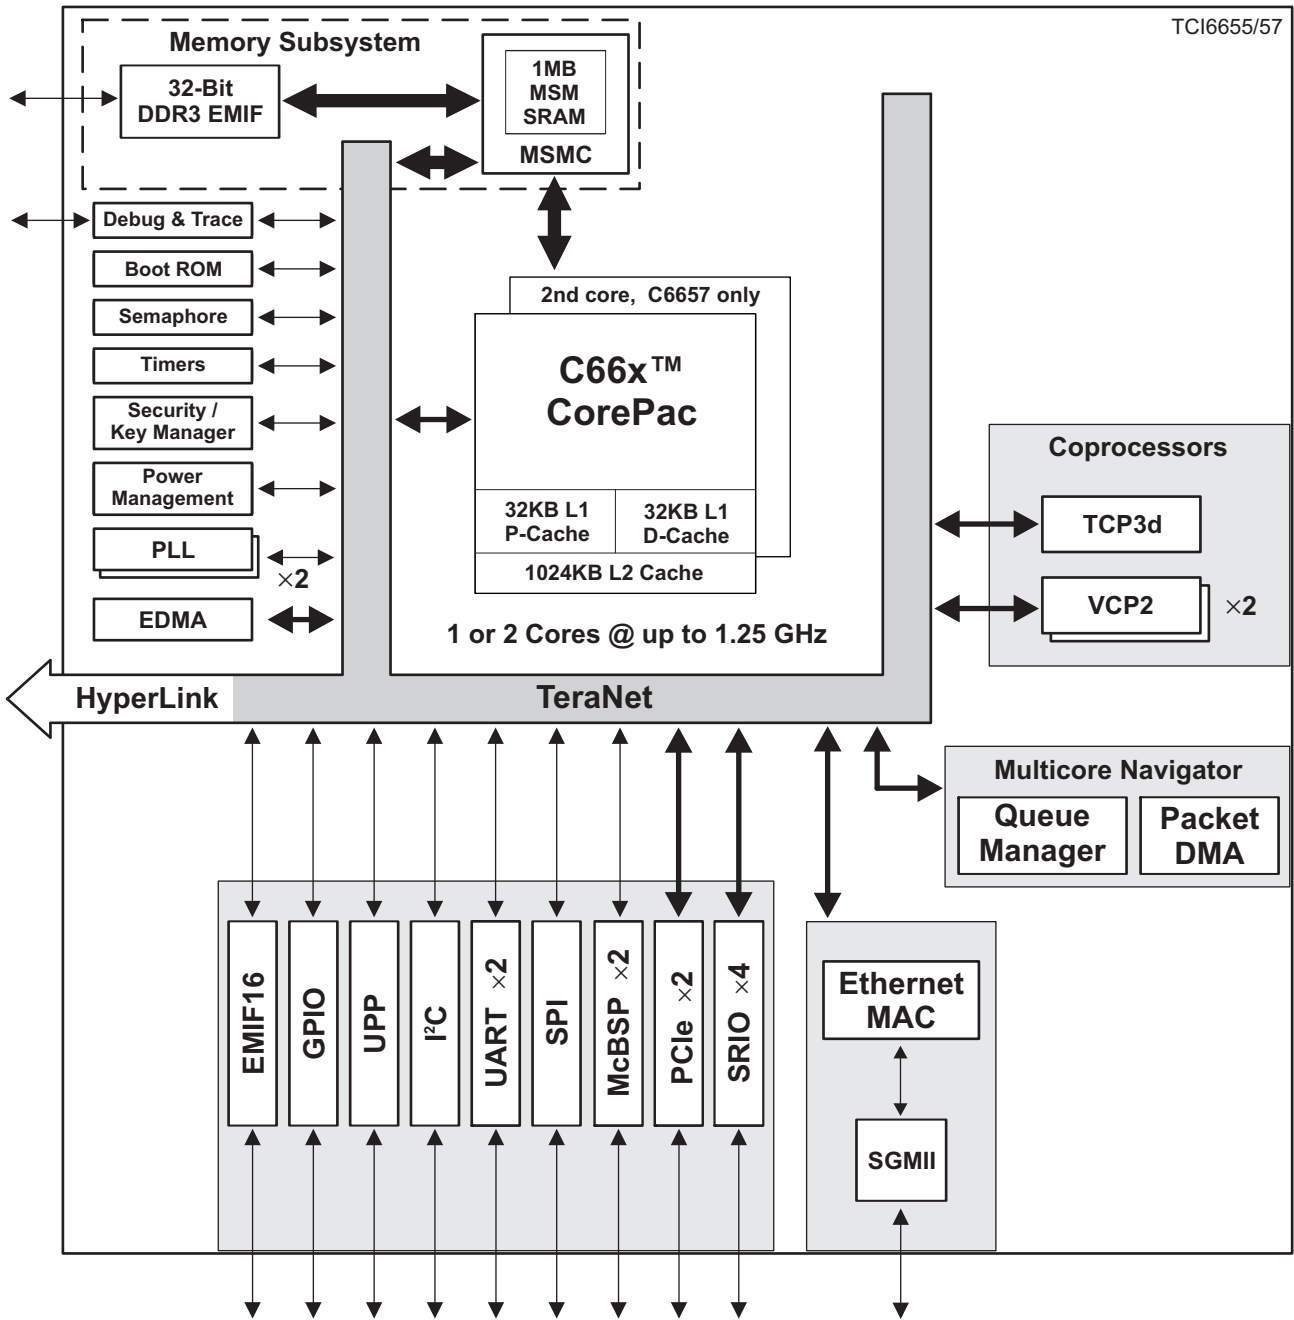 TCI6655/57
Memory Subsystem
32-Bit
DDR3 EMIF
1MB
MSM
SRAM
MSMC
Debug & Trace
Boot ROM
Semaphore
Timers
Security /
Key Manager
Power
Management
PLL
×2
EDMA
2nd core, C6657 only
C66x™
CorePac
32KB L1
P-Cache
32KB L1
D-Cache
1024KB L2 Cache
1 or 2 Cores @ up to 1.25 GHz
Coprocessors
TCP3d
VCP2
×2
HyperLink
TeraNet
Multicore Navigator
Queue
Manager
Packet
DMA
EMIF16
GPIO
UPP
I²C
UART ×2
SPI
McBSP ×2
PCIe ×2
SRIO ×4
Ethernet
MAC
SGMII